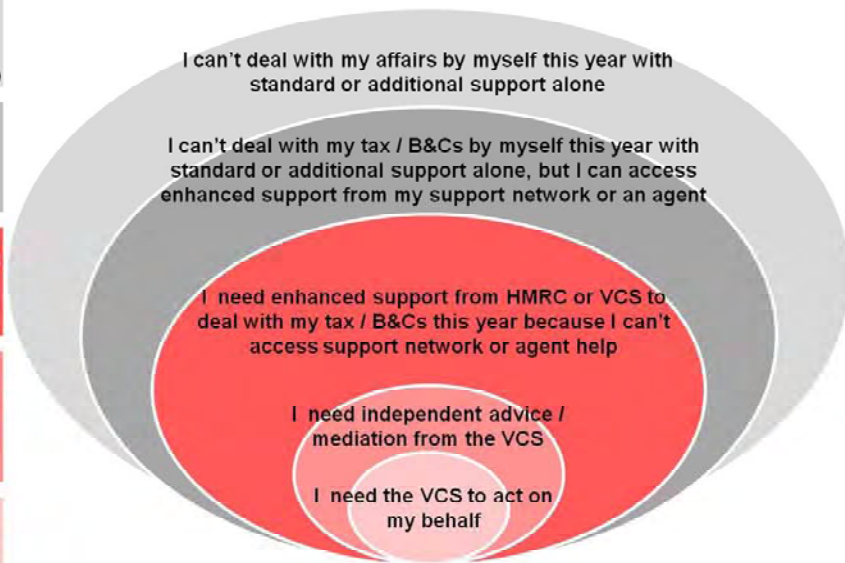 I can't deal with my affairs by myself this year with
standard or additional support alone
I can't deal with my tax / B&Cs by myself this year with
standard or additional support alone, but I can access
enhanced support from my support network or an agent
I need enhanced support from HMRC or VCS to
deal with my tax / B&Cs this year because I can't
access support network or agent help
I need independent advice /
mediation from the VCS
I need the VCS to act on
my behalf